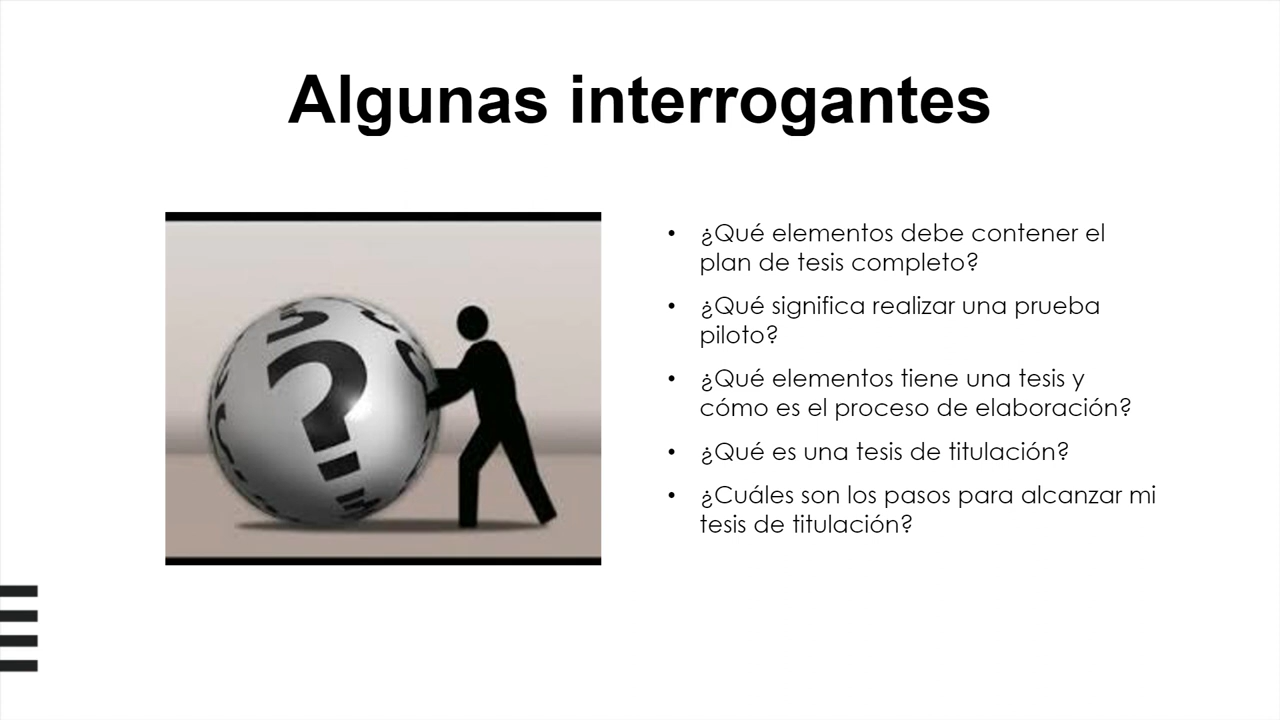 Algunas interrogantes
• ¿Qué elementos debe contener el
plan de tesis completo?
• ¿Qué significa realizar una prueba
piloto?
• ¿Qué elementos tiene una tesis y
cómo es el proceso de elaboración?
• ¿Qué es una tesis de titulación?
• ¿Cuáles son los pasos para alcanzar mi
tesis de titulación?
?